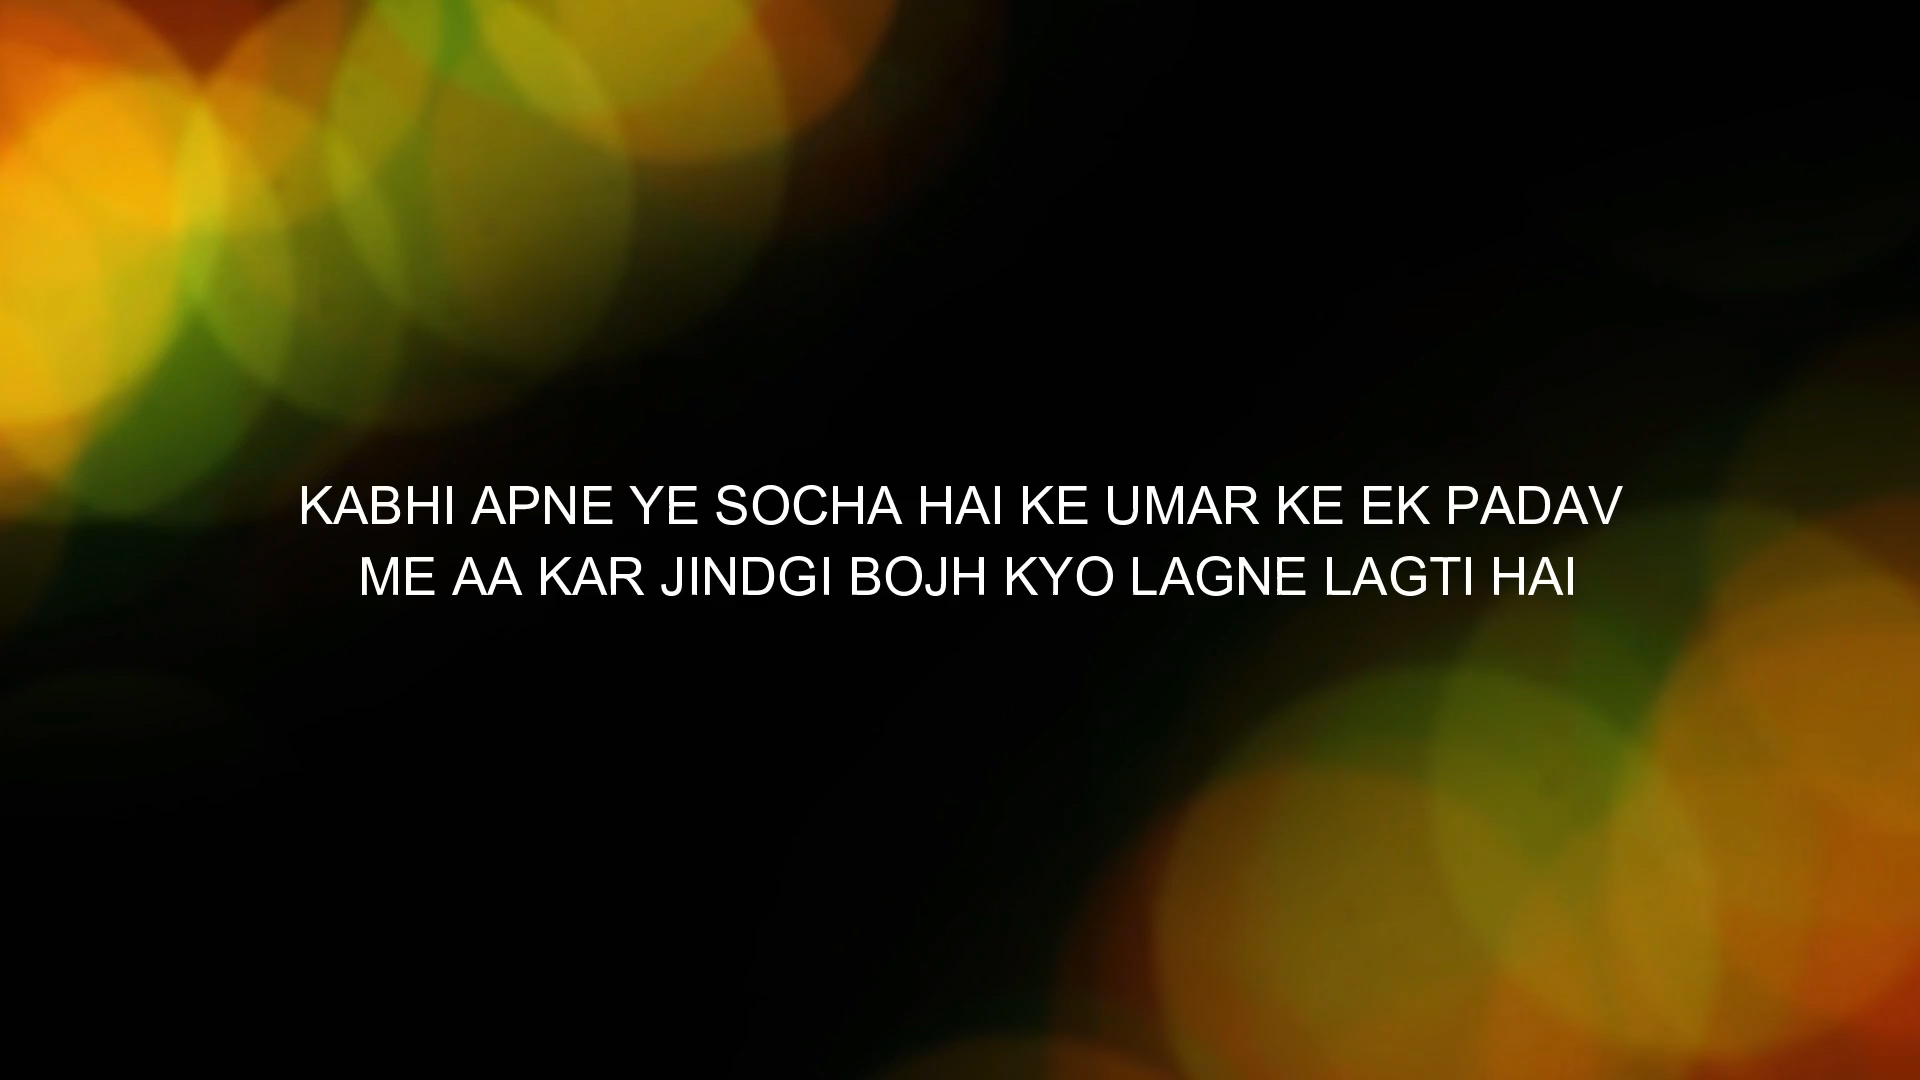 KABHI APNE YE SOCHA HAI KE UMAR KE EK PADAV
ME AA KAR JINDGI BOJH KYO LAGNE LAGTI HAI